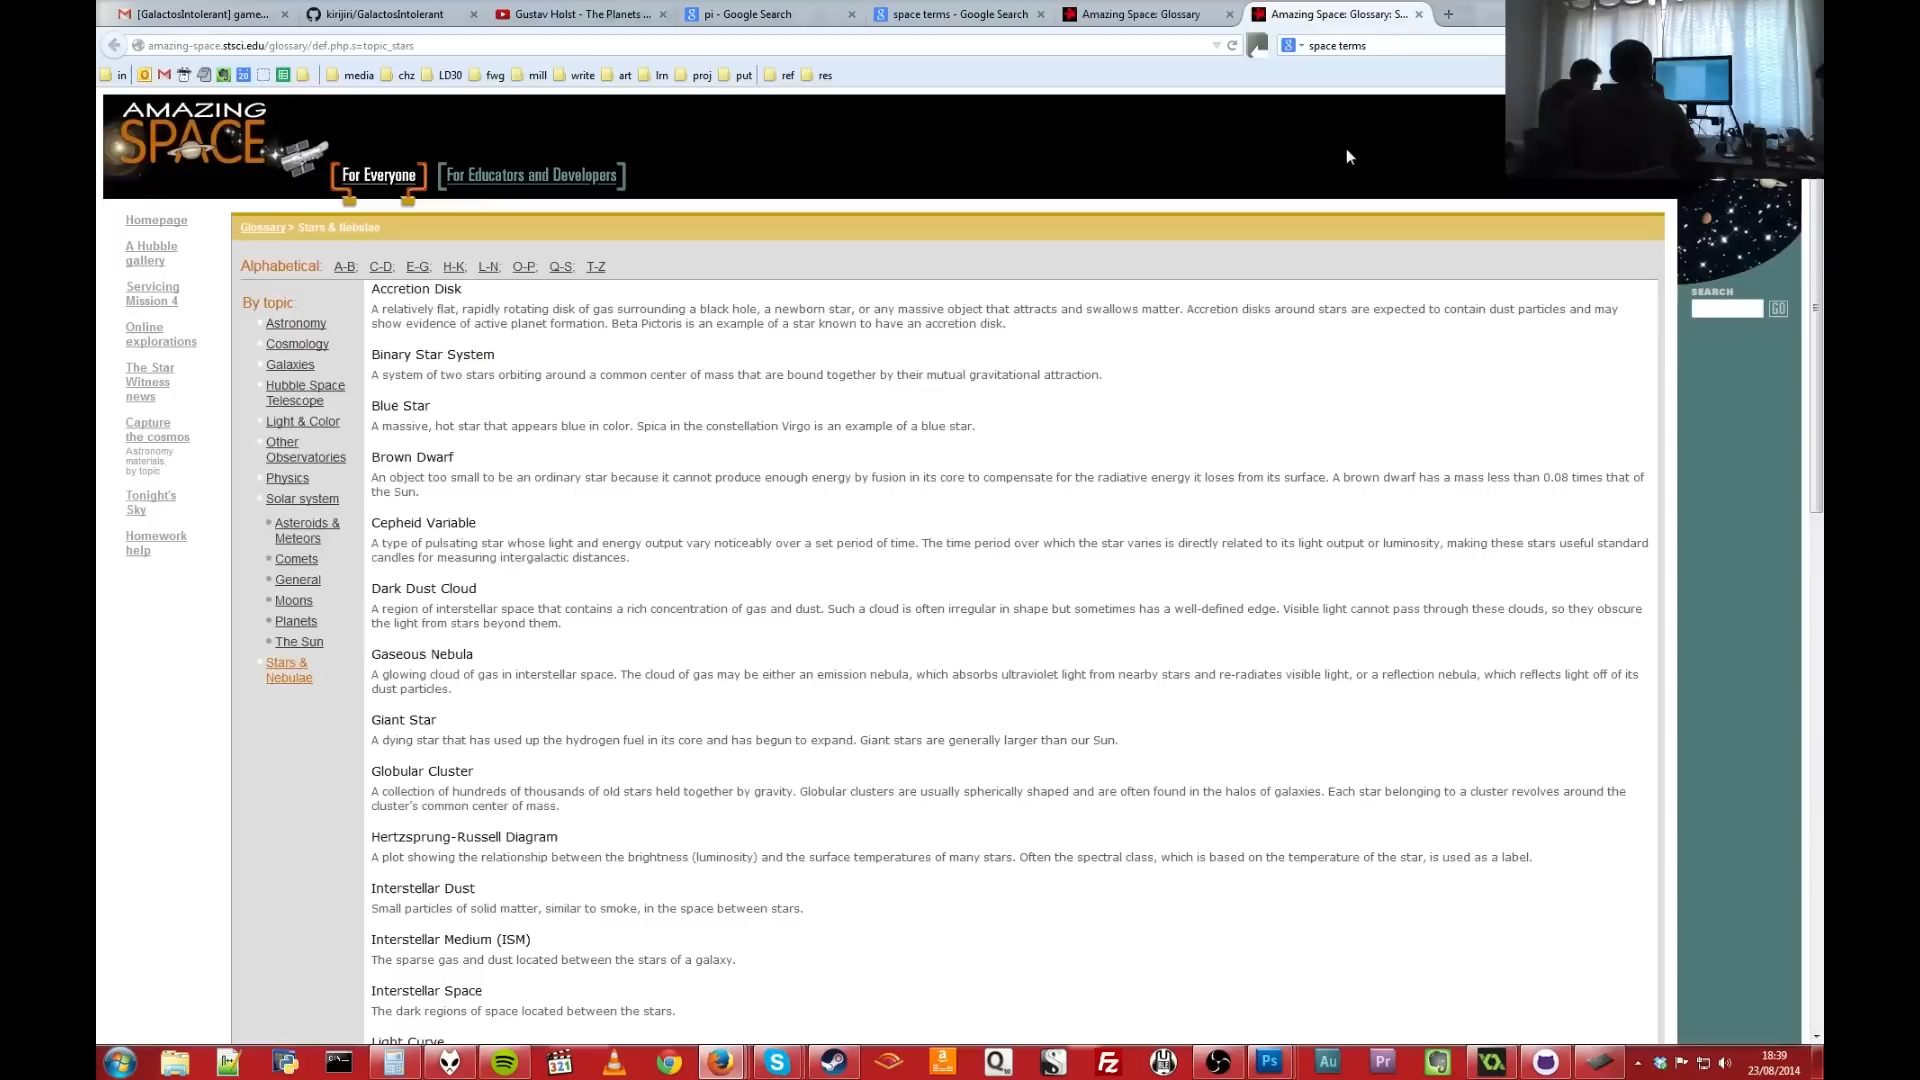 [GalactosIntolerant] game...
kirijiri/GalactosIntolerant
Gustav Holst - The Planets ...
pi - Google Search
space terms - Google Search
Amazing Space: Glossary
Amazing Space: Glossary: S...
amazing-space.stsci.edu/glossary/def.php.s=topic_stars
space terms
in
20
media
chz
LD30
fwg
mill
write
art
lrn
proj
put
ref
res
AMAZING
SPACE
For Everyone
For Educators and Developers
Homepage
A Hubble
gallery
Servicing
Mission 4
Online
explorations
The Star
Witness
news
Capture
the cosmos
Astronomy
materials,
by topic
Tonight's
Sky
Homework
help
Glossary > Stars & Nebulae
Alphabetical: A-B; C-D; E-G; H-K; L-N; O-P; Q-S; T-Z
By topic:
Astronomy
Cosmology
Galaxies
Hubble Space
Telescope
Light & Color
Other
Observatories
Physics
Solar system
Asteroids &
Meteors
Comets
General
Moons
Planets
The Sun
Stars &
Nebulae
Accretion Disk
A relatively flat, rapidly rotating disk of gas surrounding a black hole, a newborn star, or any massive object that attracts and swallows matter. Accretion disks around stars are expected to contain dust particles and may
show evidence of active planet formation. Beta Pictoris is an example of a star known to have an accretion disk.
Binary Star System
A system of two stars orbiting around a common center of mass that are bound together by their mutual gravitational attraction.
Blue Star
A massive, hot star that appears blue in color. Spica in the constellation Virgo is an example of a blue star.
Brown Dwarf
An object too small to be an ordinary star because it cannot produce enough energy by fusion in its core to compensate for the radiative energy it loses from its surface. A brown dwarf has a mass less than 0.08 times that of
the Sun.
Cepheid Variable
A type of pulsating star whose light and energy output vary noticeably over a set period of time. The time period over which the star varies is directly related to its light output or luminosity, making these stars useful standard
candles for measuring intergalactic distances.
Dark Dust Cloud
A region of interstellar space that contains a rich concentration of gas and dust. Such a cloud is often irregular in shape but sometimes has a well-defined edge. Visible light cannot pass through these clouds, so they obscure
the light from stars beyond them.
Gaseous Nebula
A glowing cloud of gas in interstellar space. The cloud of gas may be either an emission nebula, which absorbs ultraviolet light from nearby stars and re-radiates visible light, or a reflection nebula, which reflects light off of its
dust particles.
Giant Star
A dying star that has used up the hydrogen fuel in its core and has begun to expand. Giant stars are generally larger than our Sun.
Globular Cluster
A collection of hundreds of thousands of old stars held together by gravity. Globular clusters are usually spherically shaped and are often found in the halos of galaxies. Each star belonging to a cluster revolves around the
cluster's common center of mass.
Hertzsprung-Russell Diagram
A plot showing the relationship between the brightness (luminosity) and the surface temperatures of many stars. Often the spectral class, which is based on the temperature of the star, is used as a label.
Interstellar Dust
Small particles of solid matter, similar to smoke, in the space between stars.
Interstellar Medium (ISM)
The sparse gas and dust located between the stars of a galaxy.
Interstellar Space
The dark regions of space located between the stars.
Light Curve
SEARCH
GO
321
Ps
Au
Pr
18:39
23/08/2014